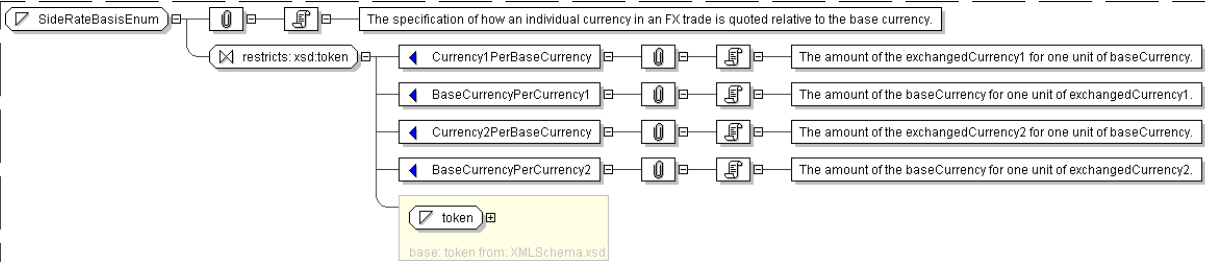 SideRateBasisEnum The specification of how an individual currency in an FX trade is quoted relative to the base currency.
restricts: xsd:token Currency1PerBaseCurrency The amount of the exchangedCurrency1 for one unit of baseCurrency.
BaseCurrencyPerCurrency1 The amount of the baseCurrency for one unit of exchangedCurrency1.
Currency2PerBaseCurrency The amount of the exchangedCurrency2 for one unit of baseCurrency.
BaseCurrencyPerCurrency2 The amount of the baseCurrency for one unit of exchangedCurrency2.
token
base: token from: XMLSchema.xsd